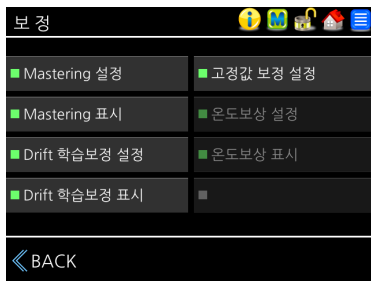 보 정
M
Mastering 설정
고정값 보정 설정
Mastering 표시
온도보상 설정
Drift 학습보정 설정
온도보상 표시
Drift 학습보정 표시
BACK